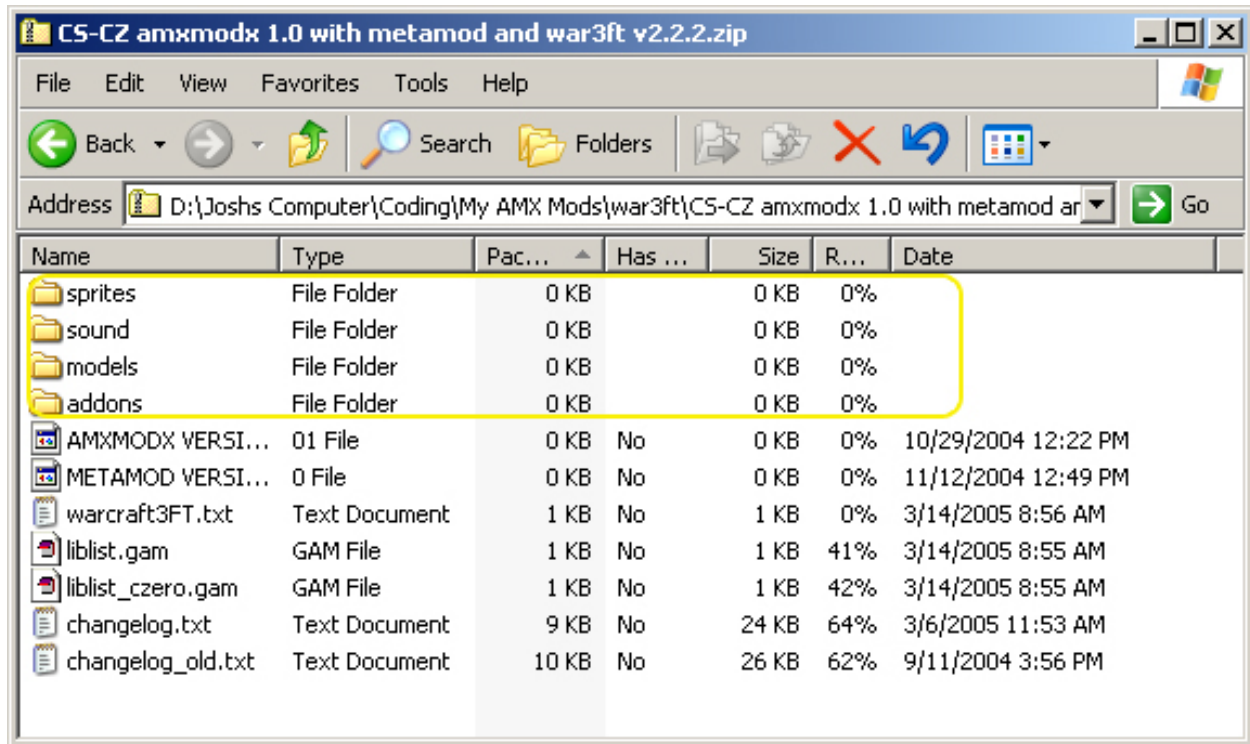 CS-CZ amxmodx 1.0 with metamod and war3ft v2.2.2.zip
File Edit View Favorites Tools Help
Back Search Folders
Address D:\Joshs Computer\Coding\My AMX Mods\war3ft\CS-CZ amxmodx 1.0 with metamod ar Go
Name Type Pac... Has ... Size R... Date
sprites File Folder 0 KB 0 KB 0%
sound File Folder 0 KB 0 KB 0%
models File Folder 0 KB 0 KB 0%
addons File Folder 0 KB 0 KB 0%
AMXMODX VERSI... 01 File 0 KB No 0 KB 0% 10/29/2004 12:22 PM
METAMOD VERSI... 0 File 0 KB No 0 KB 0% 11/12/2004 12:49 PM
warcraft3FT.txt Text Document 1 KB No 1 KB 0% 3/14/2005 8:56 AM
liblist.gam GAM File 1 KB No 1 KB 41% 3/14/2005 8:55 AM
liblist_czero.gam GAM File 1 KB No 1 KB 42% 3/14/2005 8:55 AM
changelog.txt Text Document 9 KB No 24 KB 64% 3/6/2005 11:53 AM
changelog_old.txt Text Document 10 KB No 26 KB 62% 9/11/2004 3:56 PM